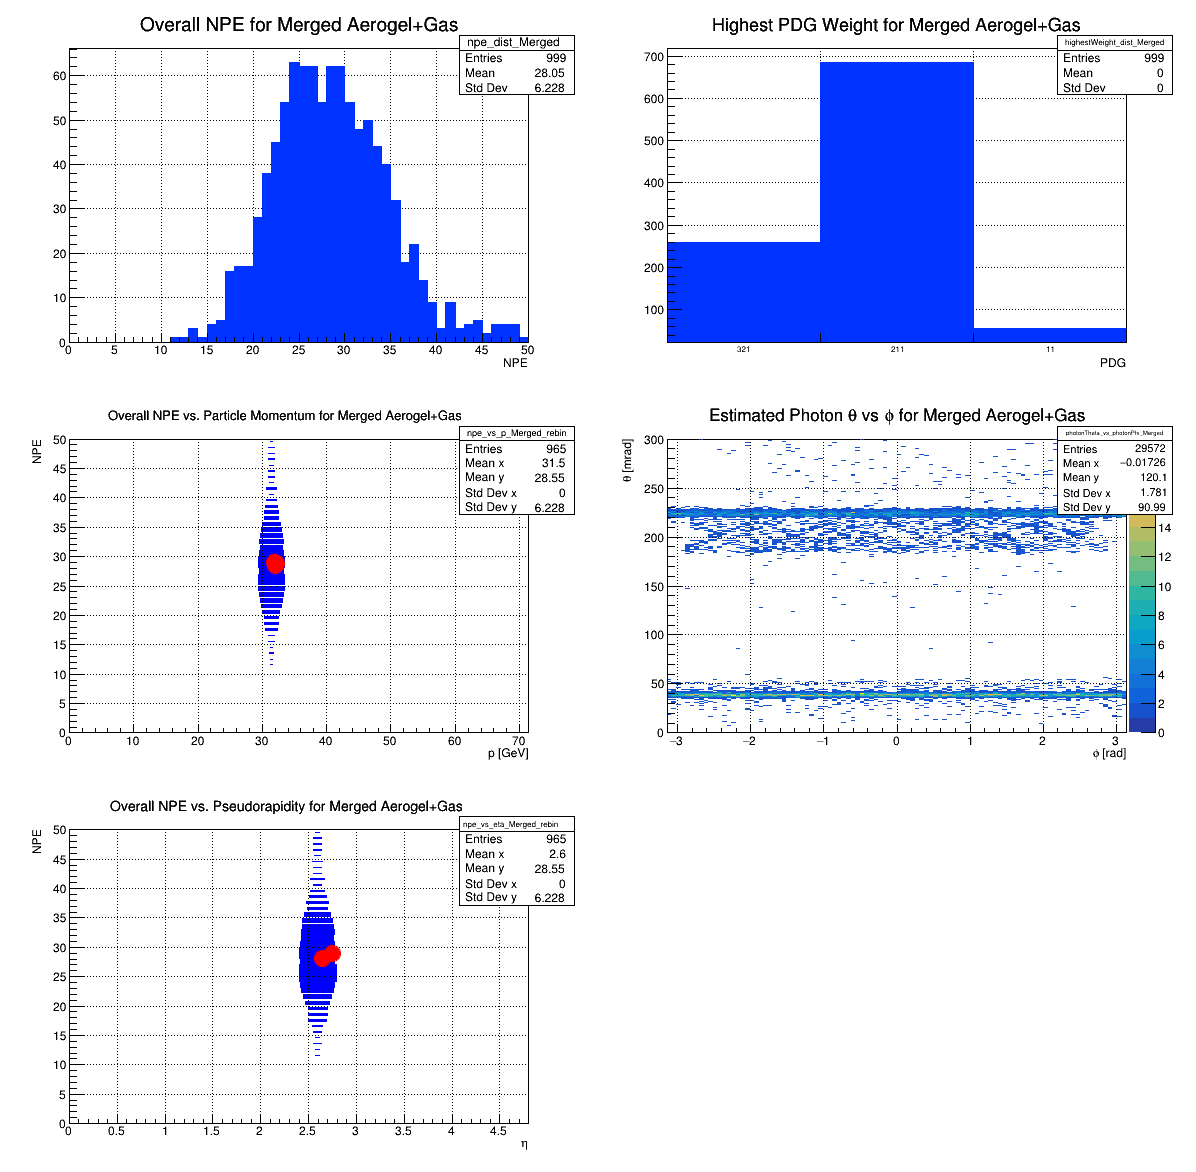 Overall NPE for Merged Aerogel+Gas
npe_dist_Merged
Entries 999
Mean 28.05
Std Dev 6.228
60
50
40
30
20
10
0
0 5 10 15 20 25 30 35 40 45 50
NPE
Highest PDG Weight for Merged Aerogel+Gas
highestWeight_dist_Merged
Entries 999
Mean 0
Std Dev 0
700
600
500
400
300
200
100
321 211 11
PDG
Overall NPE vs. Particle Momentum for Merged Aerogel+Gas
npe_vs_p_Merged_rebin
Entries 965
Mean x 31.5
Mean y 28.55
Std Dev x 0
Std Dev y 6.228
NPE
50
45
40
35
30
25
20
15
10
5
0
0 10 20 30 40 50 60 70
p [GeV]
Estimated Photon θ vs ϕ for Merged Aerogel+Gas
photonTheta_vs_photonPhi_Merged
Entries 29572
Mean x −0.01726
Mean y 120.1
Std Dev x 1.781
Std Dev y 90.99
θ [mrad]
300
250
200
150
100
50
0
−3 −2 −1 0 1 2 3
ϕ [rad]
14
12
10
8
6
4
2
0
Overall NPE vs. Pseudorapidity for Merged Aerogel+Gas
npe_vs_eta_Merged_rebin
Entries 965
Mean x 2.6
Mean y 28.55
Std Dev x 0
Std Dev y 6.228
NPE
50
45
40
35
30
25
20
15
10
5
0
0 0.5 1 1.5 2 2.5 3 3.5 4 4.5
η